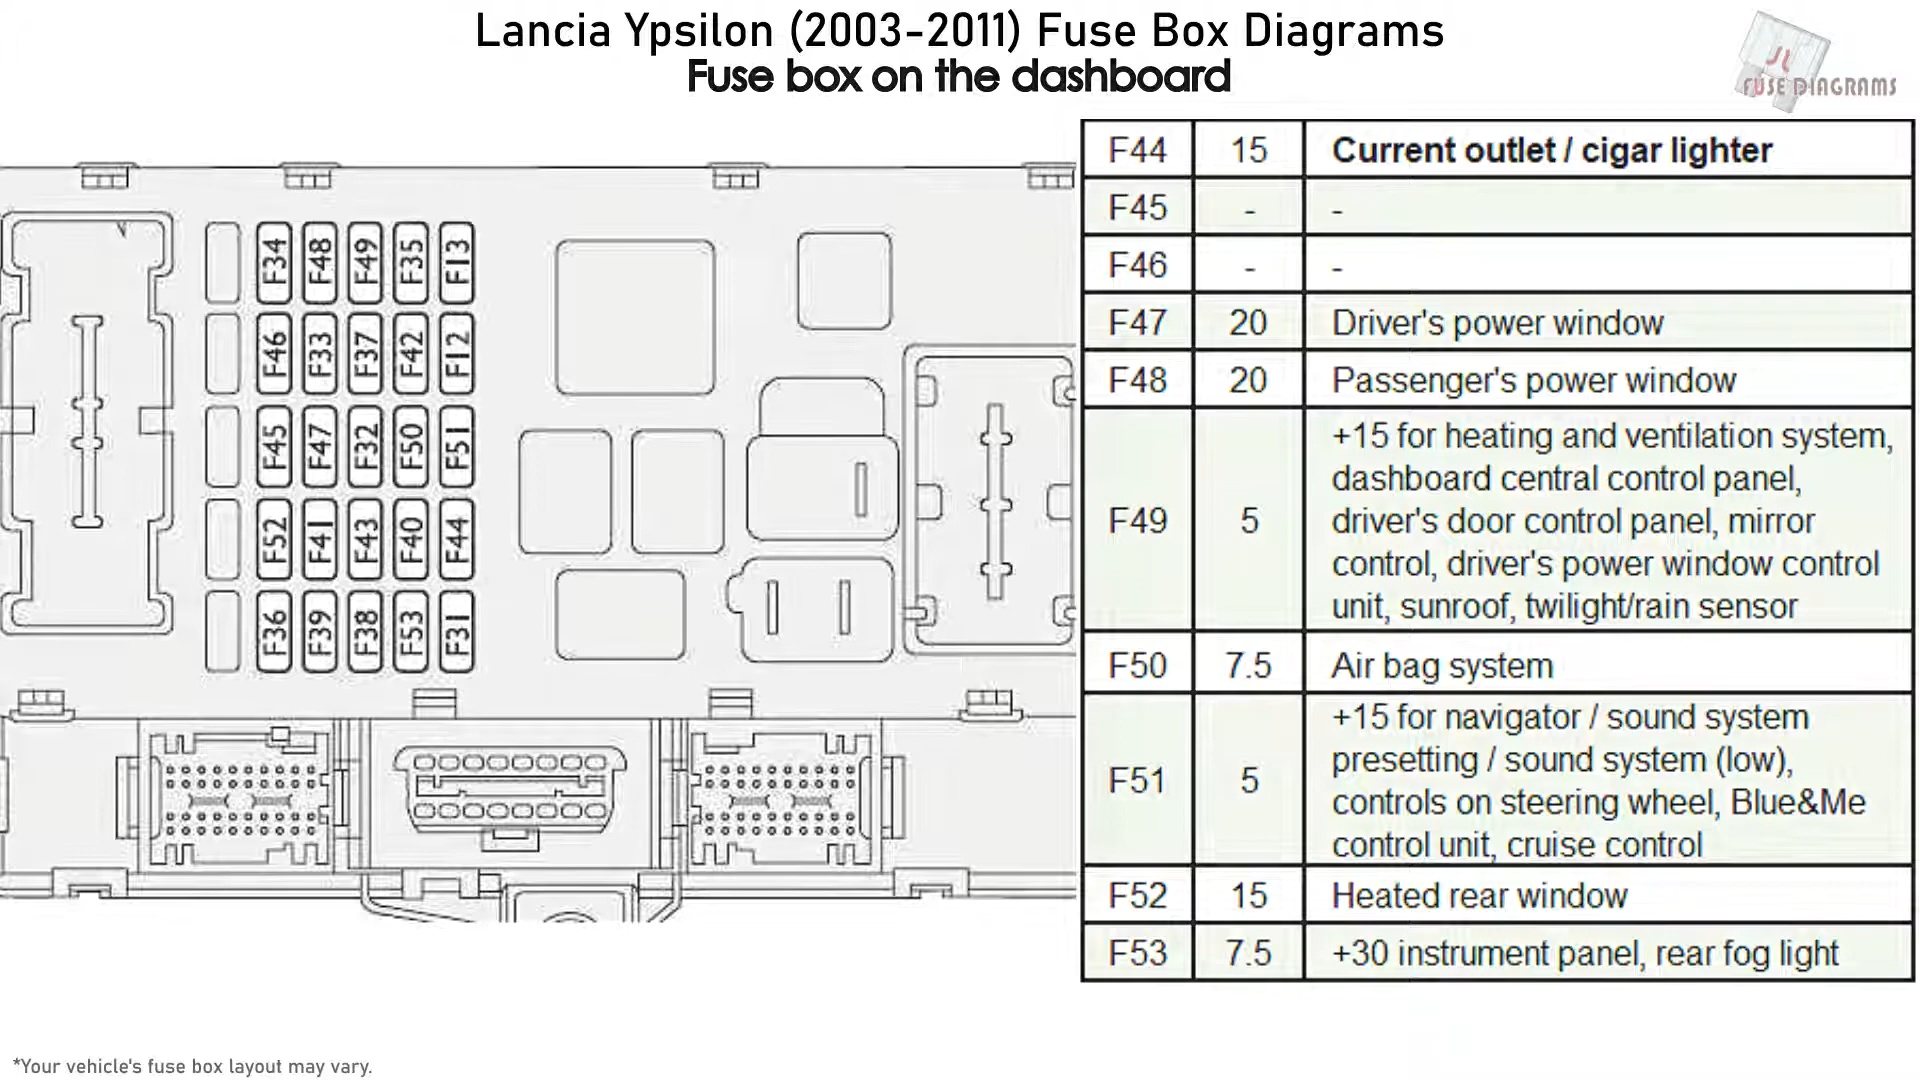 Lancia Ypsilon (2003-2011) Fuse Box Diagrams
Fuse box on the dashboard
FUSE DIAGRAMS
F34 F48 F49 F35 F13
F46 F33 F37 F42 F12
F45 F47 F32 F50 F51
F52 F41 F43 F40 F44
F36 F39 F38 F53 F31
F44 15 Current outlet / cigar lighter
F45 - -
F46 - -
F47 20 Driver's power window
F48 20 Passenger's power window
F49 5 +15 for heating and ventilation system,
dashboard central control panel,
driver's door control panel, mirror
control, driver's power window control
unit, sunroof, twilight/rain sensor
F50 7.5 Air bag system
F51 5 +15 for navigator / sound system
presetting / sound system (low),
controls on steering wheel, Blue&Me
control unit, cruise control
F52 15 Heated rear window
F53 7.5 +30 instrument panel, rear fog light
*Your vehicle's fuse box layout may vary.